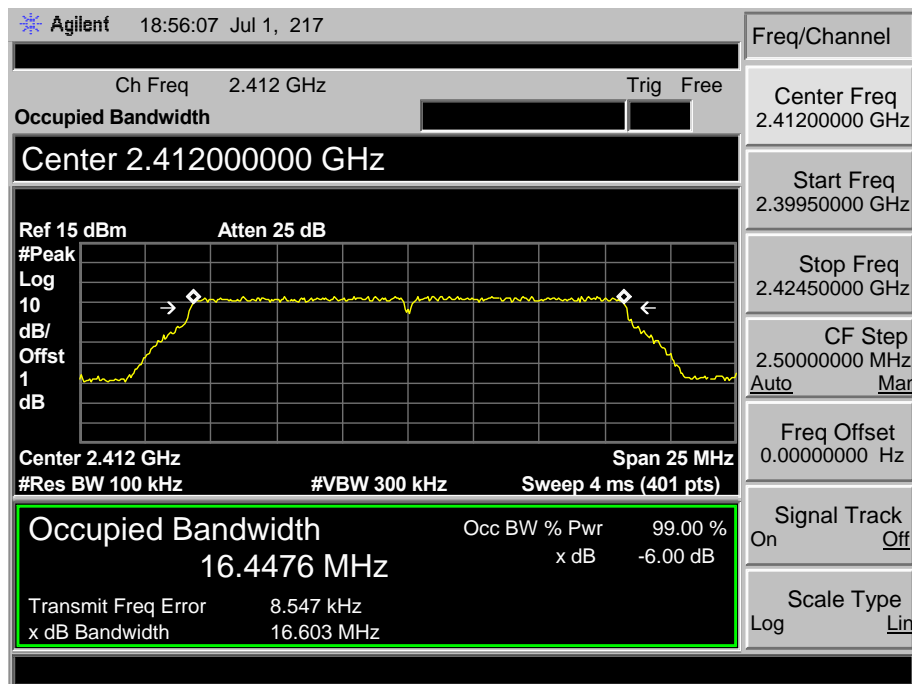 Agilent 18:56:07 Jul 1, 217
Freq/Channel
Ch Freq 2.412 GHz Trig Free
Occupied Bandwidth
Center 2.412000000 GHz
Ref 15 dBm Atten 25 dB
#Peak
Log
10
dB/
Offst
1
dB
Center 2.412 GHz Span 25 MHz
#Res BW 100 kHz #VBW 300 kHz Sweep 4 ms (401 pts)
Occupied Bandwidth Occ BW % Pwr 99.00 %
16.4476 MHz x dB -6.00 dB
Transmit Freq Error 8.547 kHz
x dB Bandwidth 16.603 MHz
Center Freq
2.41200000 GHz
Start Freq
2.39950000 GHz
Stop Freq
2.42450000 GHz
CF Step
2.50000000 MHz
Auto Mar
Freq Offset
0.00000000 Hz
Signal Track
On Off
Scale Type
Log Lin